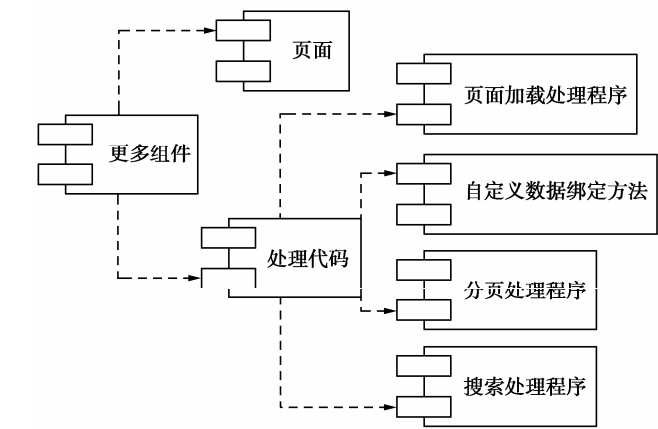 页面
页面加载处理程序
更多组件
自定义数据绑定方法
处理代码
分页处理程序
搜索处理程序